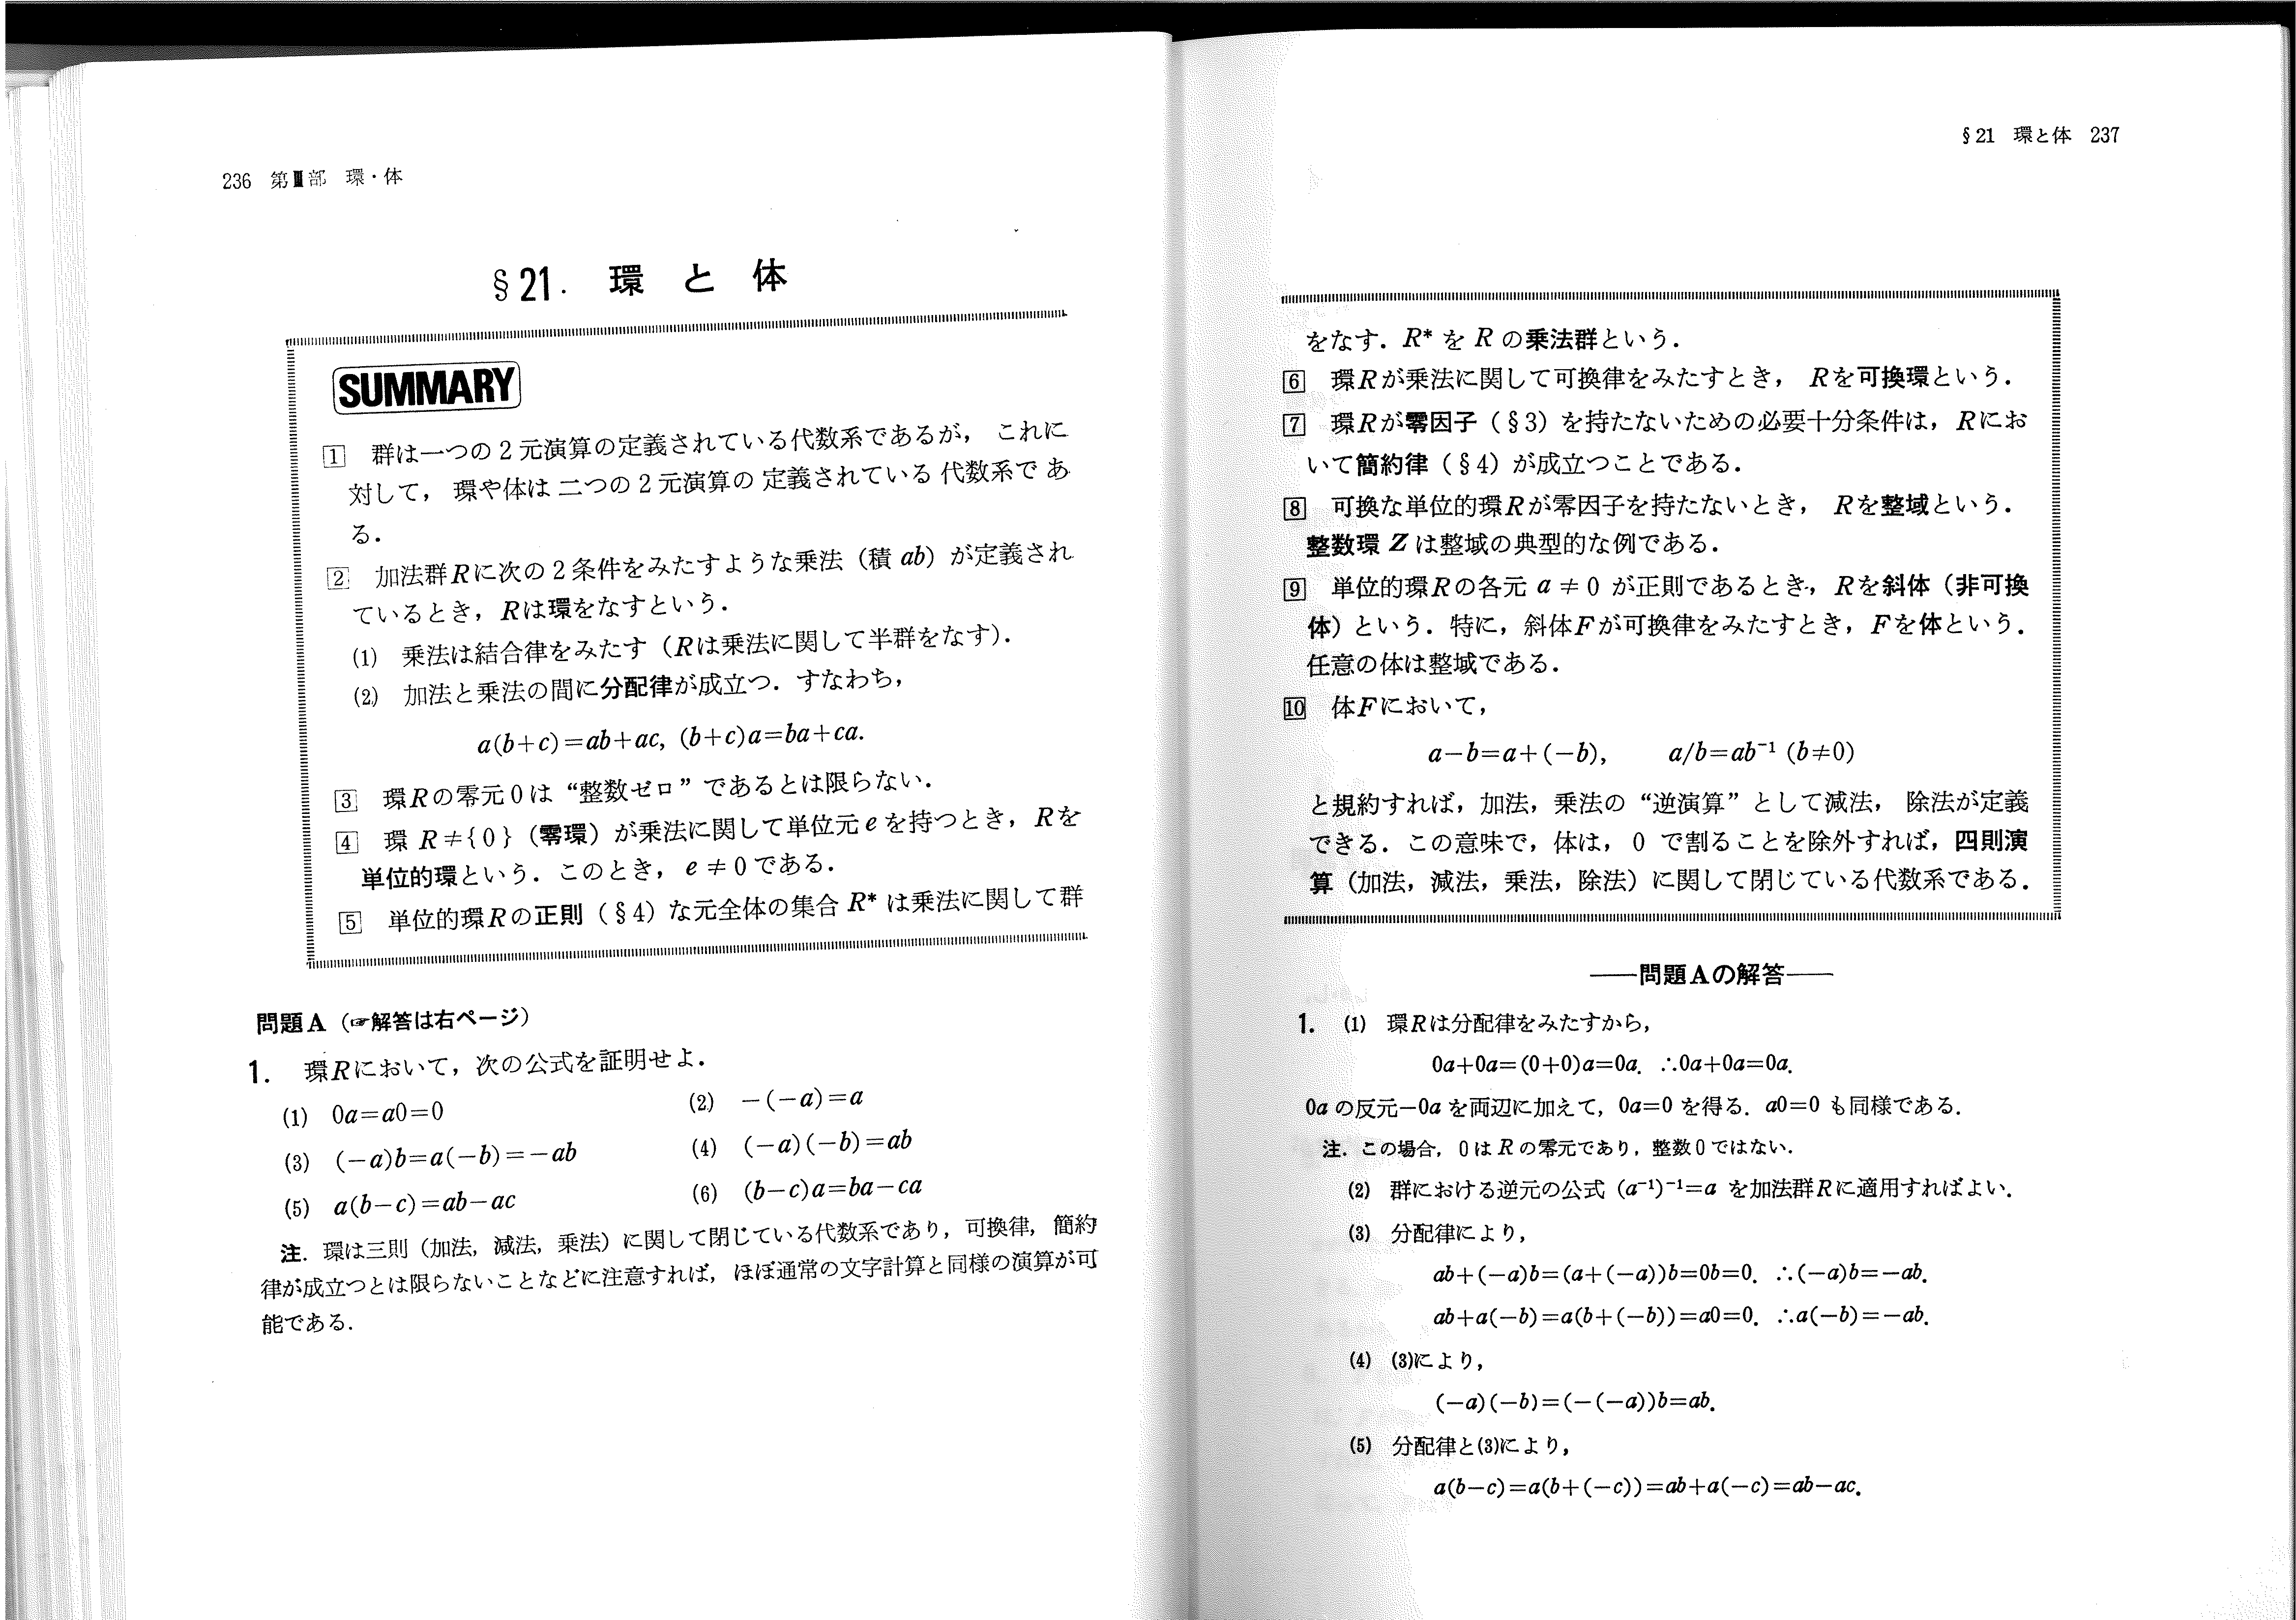 236 第Ⅲ部 環・体
§21. 環と体
SUMMARY
1 群は一つの2元演算の定義されている代数系であるが, これに
対して, 環や体は二つの2元演算の定義されている代数系であ
る.
2 加法群Rに次の2条件をみたすような乗法(積 ab)が定義され
ているとき, Rは環をなすという.
(1) 乗法は結合律をみたす(Rは乗法に関して半群をなす).
(2) 加法と乗法の間に分配律が成立つ. すなわち,
a(b+c)=ab+ac, (b+c)a=ba+ca.
3 環Rの零元0は“整数ゼロ”であるとは限らない.
4 環 R≠{0}(零環)が乗法に関して単位元eを持つとき, Rを
単位的環という. このとき, e≠0である.
5 単位的環Rの正則(§4)な元全体の集合 R* は乗法に関して群
問題A(☞解答は右ページ)
1. 環Rにおいて, 次の公式を証明せよ.
(1) 0a=a0=0 (2) -(-a)=a
(3) (-a)b=a(-b)=-ab (4) (-a)(-b)=ab
(5) a(b-c)=ab-ac (6) (b-c)a=ba-ca
注. 環は三則(加法, 減法, 乗法)に関して閉じている代数系であり, 可換律, 簡約
律が成立つとは限らないことなどに注意すれば, ほぼ通常の文字計算と同様の演算が可
能である.
§21 環と体 237
をなす. R* を R の乗法群という.
6 環Rが乗法に関して可換律をみたすとき, Rを可換環という.
7 環Rが零因子(§3)を持たないための必要十分条件は, Rにお
いて簡約律(§4)が成立つことである.
8 可換な単位的環Rが零因子を持たないとき, Rを整域という.
整数環 Z は整域の典型的な例である.
9 単位的環Rの各元 a≠0 が正則であるとき, Rを斜体(非可換
体)という. 特に, 斜体Fが可換律をみたすとき, Fを体という.
任意の体は整域である.
10 体Fにおいて,
a-b=a+(-b), a/b=ab⁻¹ (b≠0)
と規約すれば, 加法, 乗法の“逆演算”として減法, 除法が定義
できる. この意味で, 体は, 0 で割ることを除外すれば, 四則演
算(加法, 減法, 乗法, 除法)に関して閉じている代数系である.
——問題Aの解答——
1. (1) 環Rは分配律をみたすから,
0a+0a=(0+0)a=0a. ∴0a+0a=0a.
0a の反元-0a を両辺に加えて, 0a=0 を得る. a0=0 も同様である.
注. この場合, 0は R の零元であり, 整数0ではない.
(2) 群における逆元の公式 (a⁻¹)⁻¹=a を加法群Rに適用すればよい.
(3) 分配律により,
ab+(-a)b=(a+(-a))b=0b=0. ∴(-a)b=-ab.
ab+a(-b)=a(b+(-b))=a0=0. ∴a(-b)=-ab.
(4) (3)により,
(-a)(-b)=(-(-a))b=ab.
(5) 分配律と(3)により,
a(b-c)=a(b+(-c))=ab+a(-c)=ab-ac.